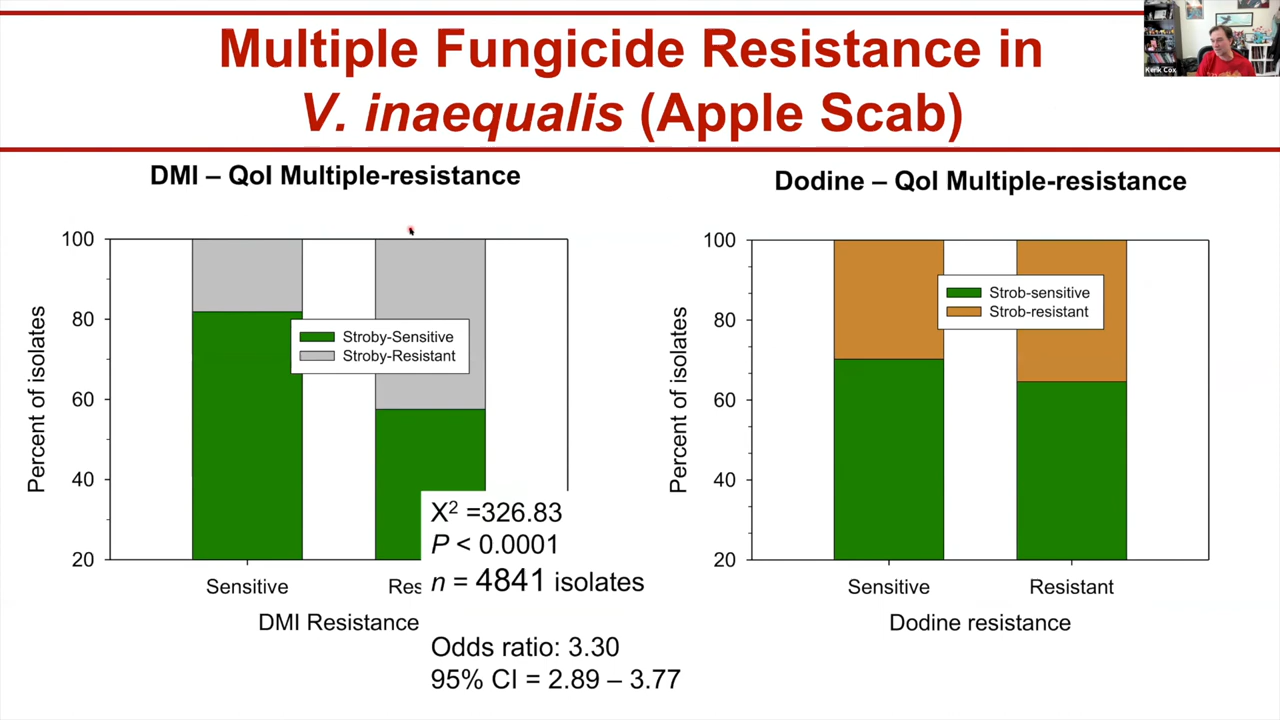 Multiple Fungicide Resistance in
V. inaequalis (Apple Scab)
Kerik Cox
DMI – QoI Multiple-resistance
100
80
60
40
20
Percent of isolates
Stroby-Sensitive
Stroby-Resistant
Sensitive
Res
DMI Resistance
X² =326.83
P < 0.0001
n = 4841 isolates
Odds ratio: 3.30
95% CI = 2.89 – 3.77
Dodine – QoI Multiple-resistance
100
80
60
40
20
Percent of isolates
Strob-sensitive
Strob-resistant
Sensitive
Resistant
Dodine resistance